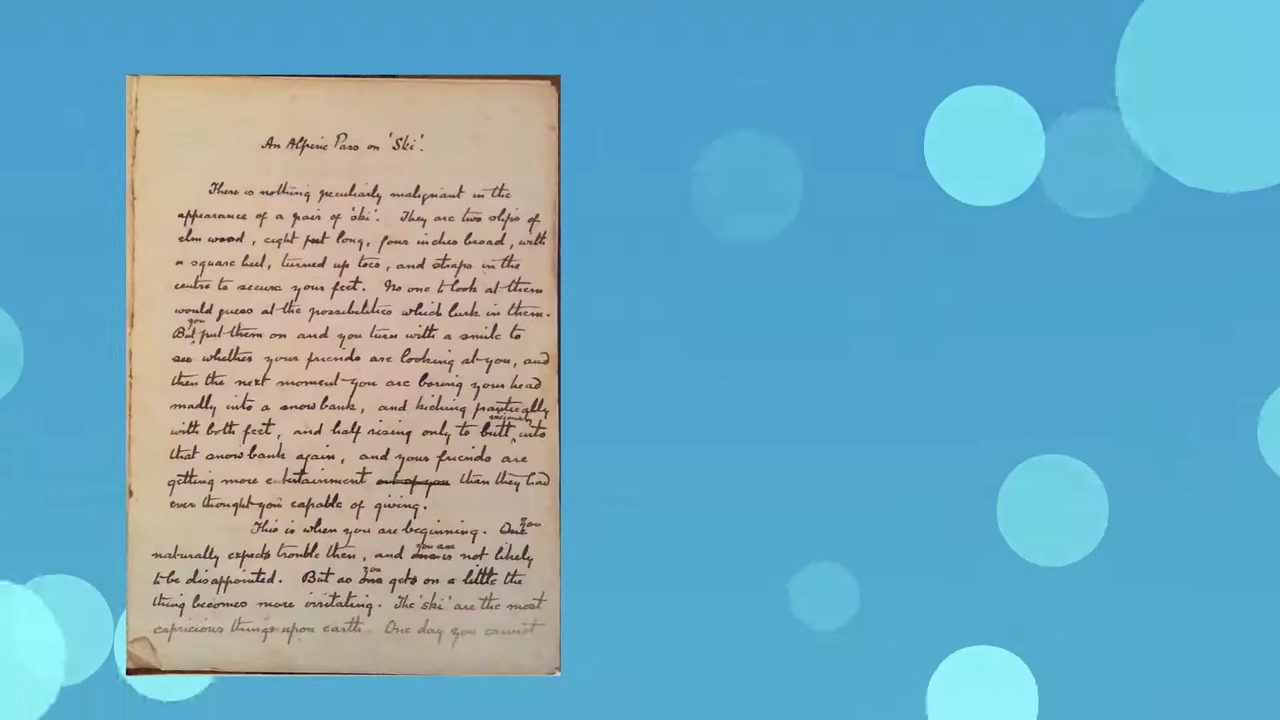 An Alpine Pass on 'Ski'.
There is nothing peculiarly malignant in the
appearance of a pair of 'ski'. They are two slips of
elm wood, eight feet long, four inches broad, with
a square heel, turned up toes, and straps in the
centre to secure your feet. No one to look at them
would guess at the possibilities which lurk in them.
But you put them on and you turn with a smile to
see whether your friends are looking at you, and
then the next moment you are boring your head
madly into a snowbank, and kicking frantically
with both feet, and half rising only to butt viciously into
that snowbank again, and your friends are
getting more entertainment out of you than they had
ever thought you capable of giving.
This is when you are beginning. One you
naturally expects trouble then, and one is you are not likely
to be disappointed. But as one you gets on a little the
thing becomes more irritating. The 'ski' are the most
capricious things upon earth. One day you cannot